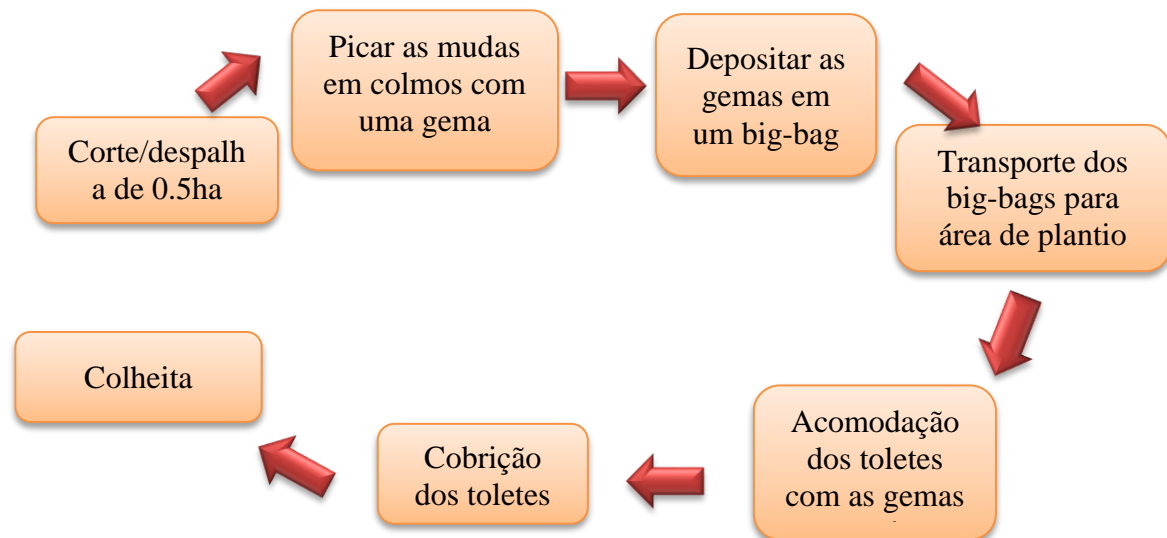 Corte/despalh
a de 0.5ha
Picar as mudas
em colmos com
uma gema
Depositar as
gemas em
um big-bag
Transporte dos
big-bags para
área de plantio
Acomodação
dos toletes
com as gemas
Cobrição
dos toletes
Colheita